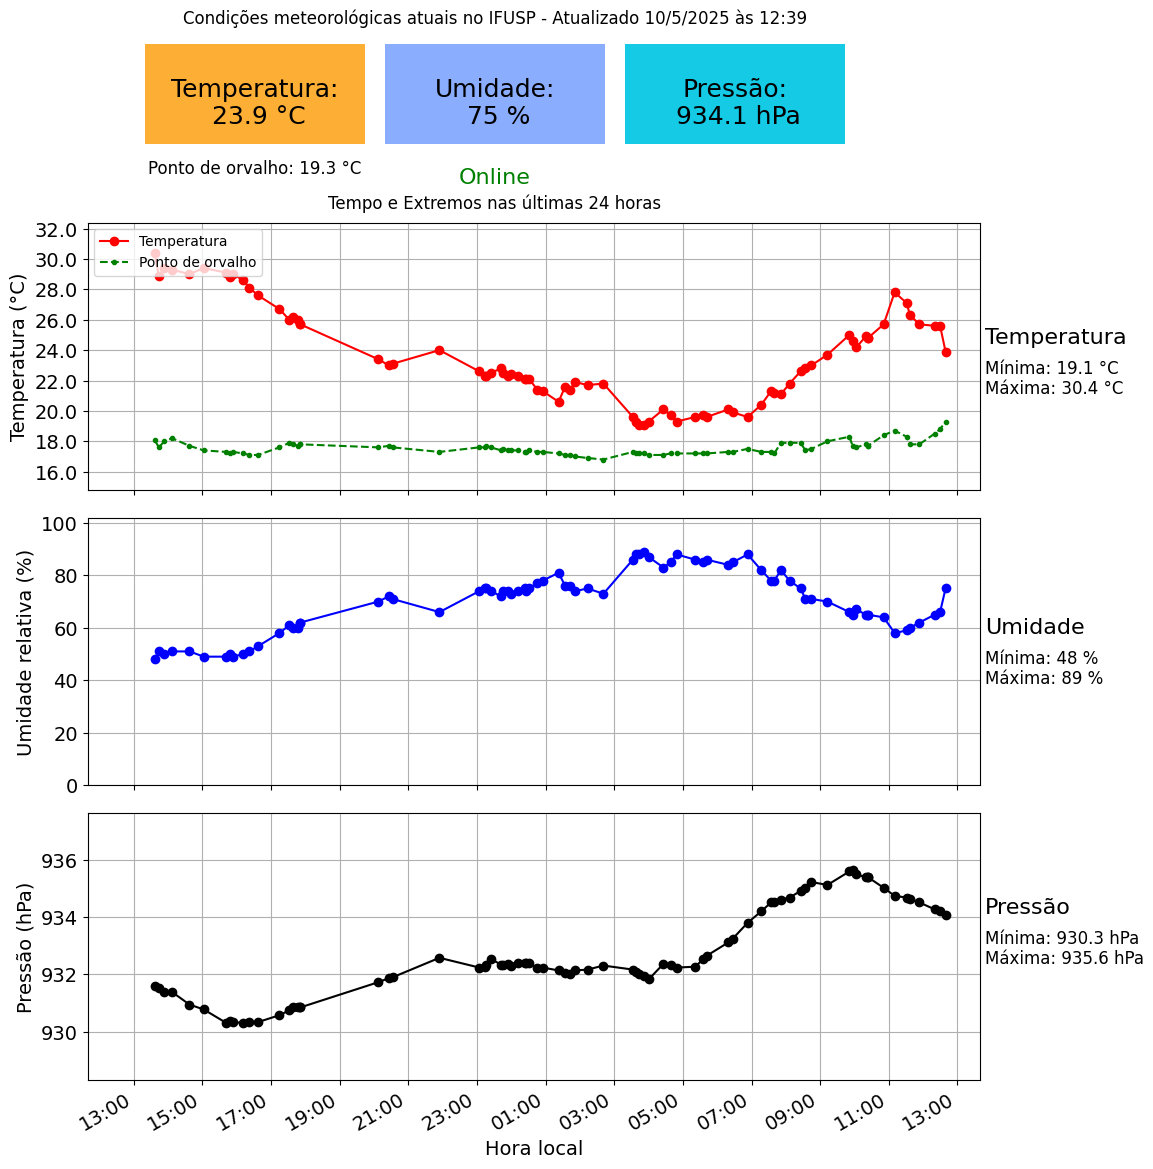 Condições meteorológicas atuais no IFUSP - Atualizado 10/5/2025 às 12:39
Temperatura:
23.9 °C
Umidade:
75 %
Pressão:
934.1 hPa
Ponto de orvalho: 19.3 °C
Online
Tempo e Extremos nas últimas 24 horas
Temperatura (°C)
32.0
30.0
28.0
26.0
24.0
22.0
20.0
18.0
16.0
Temperatura
Ponto de orvalho
Temperatura
Mínima: 19.1 °C
Máxima: 30.4 °C
Umidade relativa (%)
100
80
60
40
20
0
Umidade
Mínima: 48 %
Máxima: 89 %
Pressão (hPa)
936
934
932
930
Pressão
Mínima: 930.3 hPa
Máxima: 935.6 hPa
13:00
15:00
17:00
19:00
21:00
23:00
01:00
03:00
05:00
07:00
09:00
11:00
13:00
Hora local